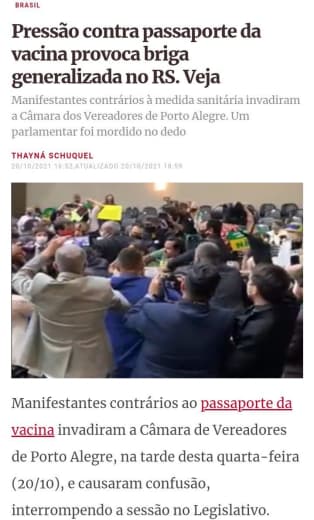 BRASIL
Pressão contra passaporte da
vacina provoca briga
generalizada no RS. Veja
Manifestantes contrários à medida sanitária invadiram
a Câmara dos Vereadores de Porto Alegre. Um
parlamentar foi mordido no dedo
THAYNÁ SCHUQUEL
20/10/2021 16:52,ATUALIZADO 20/10/2021 18:59
Manifestantes contrários ao passaporte da
vacina invadiram a Câmara de Vereadores
de Porto Alegre, na tarde desta quarta-feira
(20/10), e causaram confusão,
interrompendo a sessão no Legislativo.